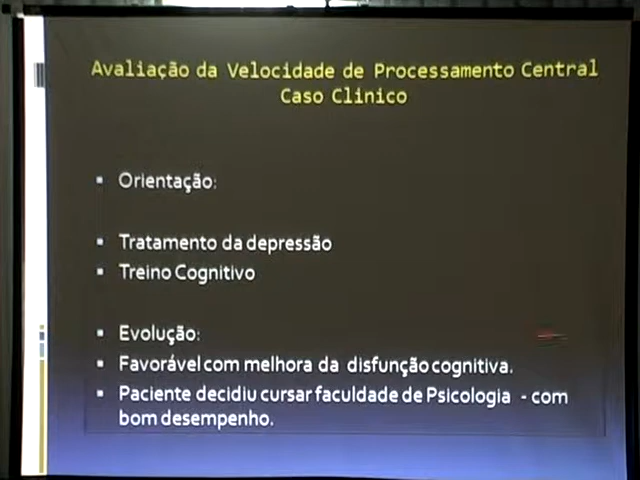 Avaliação da Velocidade de Processamento Central
Caso Clinico
▪ Orientação:
▪ Tratamento da depressão
▪ Treino Cognitivo
▪ Evolução:
▪ Favorável com melhora da disfunção cognitiva.
▪ Paciente decidiu cursar faculdade de Psicologia - com
bom desempenho.